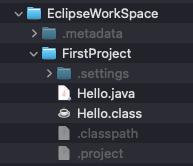 EclipseWorkSpace
.metadata
FirstProject
.settings
Hello.java
Hello.class
.classpath
.project